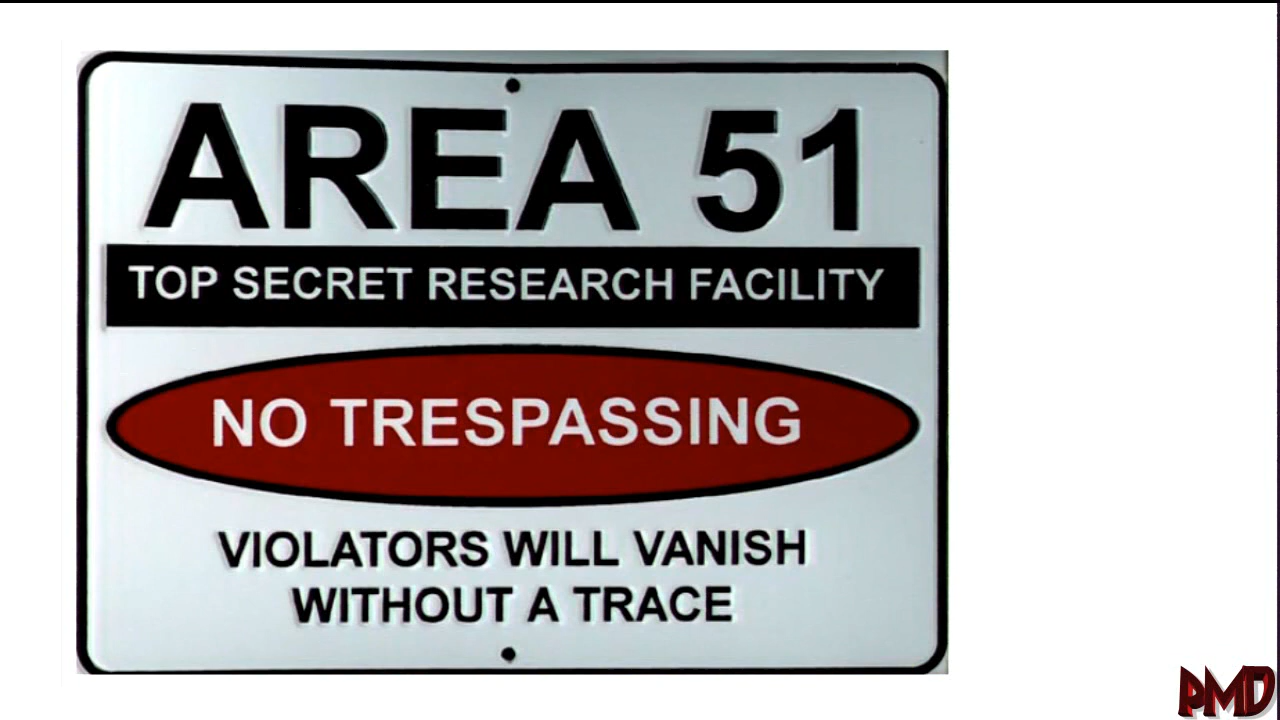 AREA 51
TOP SECRET RESEARCH FACILITY
NO TRESPASSING
VIOLATORS WILL VANISH
WITHOUT A TRACE
PMD